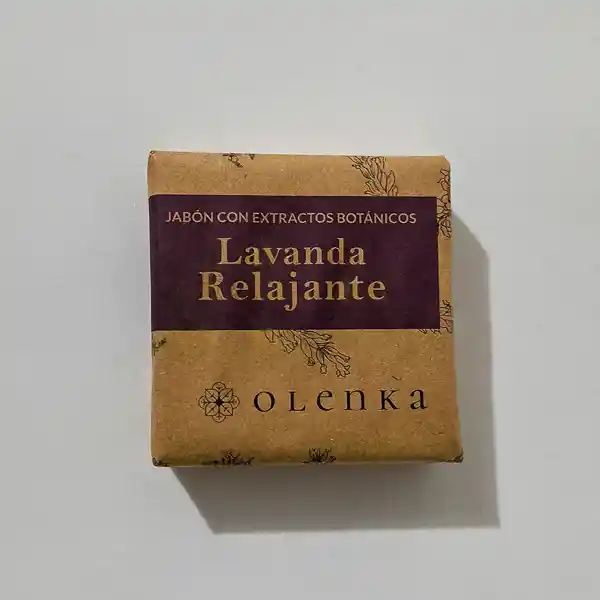 JABÓN CON EXTRACTOS BOTÁNICOS
Lavanda
Relajante
OLenKa